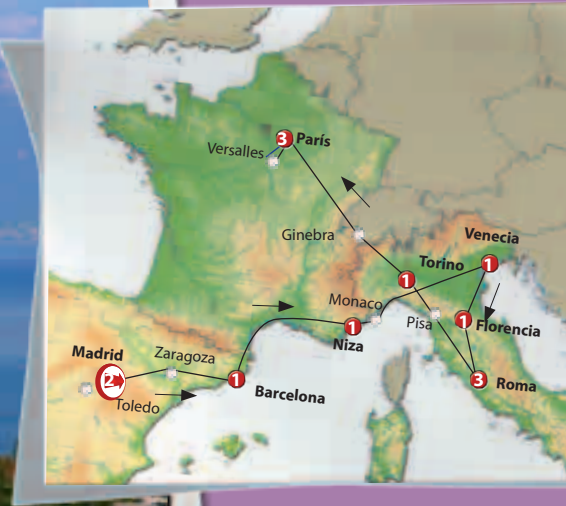 3 París
Versalles
Ginebra
Venecia
1
Torino
1
Monaco
Pisa
1 Florencia
1
Niza
Madrid
2
Zaragoza
Toledo
1
Barcelona
3 Roma